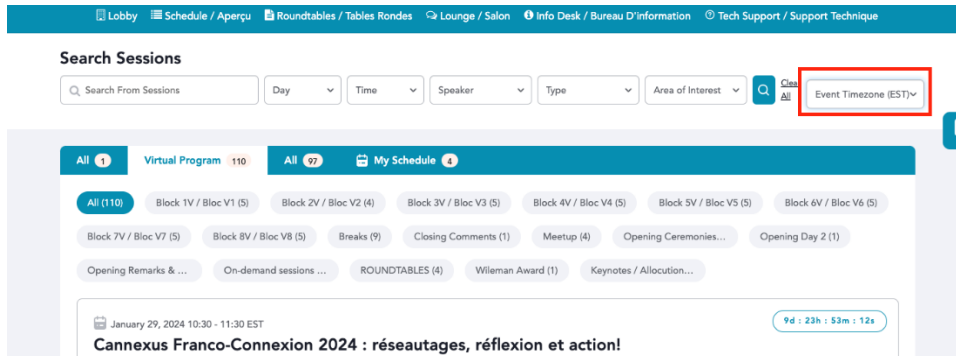 Lobby Schedule / Aperçu Roundtables / Tables Rondes Lounge / Salon Info Desk / Bureau D'information Tech Support / Support Technique
Search Sessions
Search From Sessions Day Time Speaker Type Area of Interest Clea All Event Timezone (EST)
All 1 Virtual Program 110 All 97 My Schedule 4
All (110) Block 1V / Bloc V1 (5) Block 2V / Bloc V2 (4) Block 3V / Bloc V3 (5) Block 4V / Bloc V4 (5) Block 5V / Bloc V5 (5) Block 6V / Bloc V6 (5)
Block 7V / Bloc V7 (5) Block 8V / Bloc V8 (5) Breaks (9) Closing Comments (1) Meetup (4) Opening Ceremonies... Opening Day 2 (1)
Opening Remarks & ... On-demand sessions ... ROUNDTABLES (4) Wileman Award (1) Keynotes / Allocution...
January 29, 2024 10:30 - 11:30 EST 9d : 23h : 53m : 12s
Cannexus Franco-Connexion 2024 : réseautages, réflexion et action!